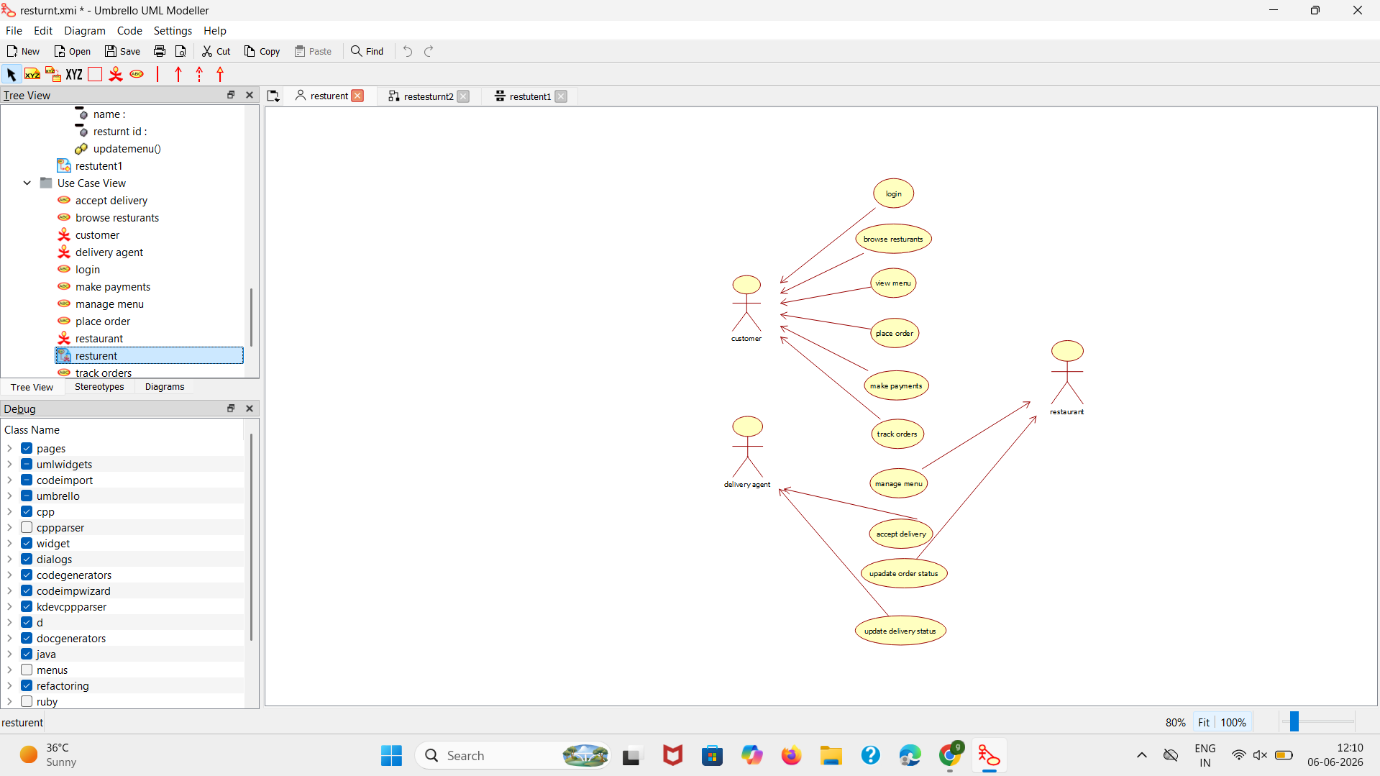 resturnt.xmi * - Umbrello UML Modeller
File Edit Diagram Code Settings Help
New Open Save Cut Copy Paste Find
XYZ XYZ ABC
Tree View
resturent restesturnt2 restutent1
name :
resturnt id :
updatemenu()
restutent1
Use Case View
accept delivery
browse resturants
customer
delivery agent
login
make payments
manage menu
place order
restaurant
resturent
track orders
Tree View Stereotypes Diagrams
Debug
Class Name
pages
umlwidgets
codeimport
umbrello
cpp
cppparser
widget
dialogs
codegenerators
codeimpwizard
kdevcppparser
d
docgenerators
java
menus
refactoring
ruby
login
browse resturants
view menu
customer
place order
make payments
restaurant
track orders
delivery agent
manage menu
accept delivery
upadate order status
update delivery status
resturent
80% Fit 100%
36°C
Sunny
Search
9
ENG
IN
12:10
06-06-2026